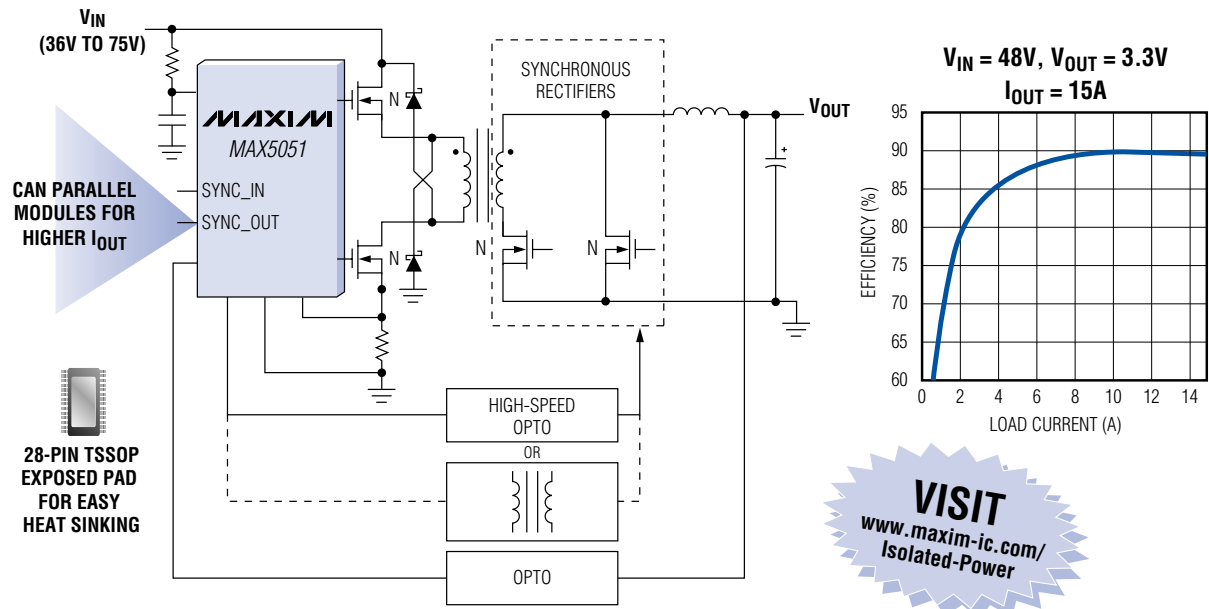 VIN
(36V TO 75V)
MAXIM
MAX5051
SYNC_IN
SYNC_OUT
CAN PARALLEL
MODULES FOR
HIGHER IOUT
N
N
SYNCHRONOUS
RECTIFIERS
N
N
VOUT
+
HIGH-SPEED
OPTO
OR
OPTO
28-PIN TSSOP
EXPOSED PAD
FOR EASY
HEAT SINKING
VIN = 48V, VOUT = 3.3V
IOUT = 15A
EFFICIENCY (%)
95
90
85
80
75
70
65
60
0 2 4 6 8 10 12 14
LOAD CURRENT (A)
VISIT
www.maxim-ic.com/
Isolated-Power